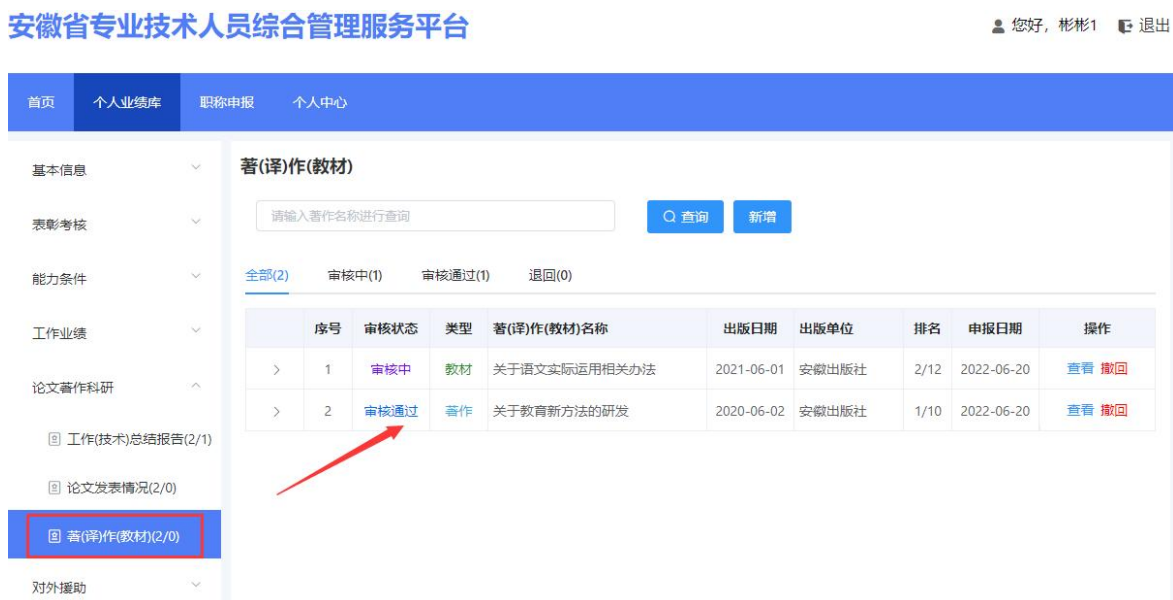 安徽省专业技术人员综合管理服务平台
您好，彬彬1 退出
首页 个人业绩库 职称申报 个人中心
基本信息
表彰考核
能力条件
工作业绩
论文著作科研
工作(技术)总结报告(2/1)
论文发表情况(2/0)
著(译)作(教材)(2/0)
对外援助
著(译)作(教材)
请输入著作名称进行查询 查询 新增
全部(2) 审核中(1) 审核通过(1) 退回(0)
序号 审核状态 类型 著(译)作(教材)名称 出版日期 出版单位 排名 申报日期 操作
1 审核中 教材 关于语文实际运用相关办法 2021-06-01 安徽出版社 2/12 2022-06-20 查看 撤回
2 审核通过 著作 关于教育新方法的研发 2020-06-02 安徽出版社 1/10 2022-06-20 查看 撤回